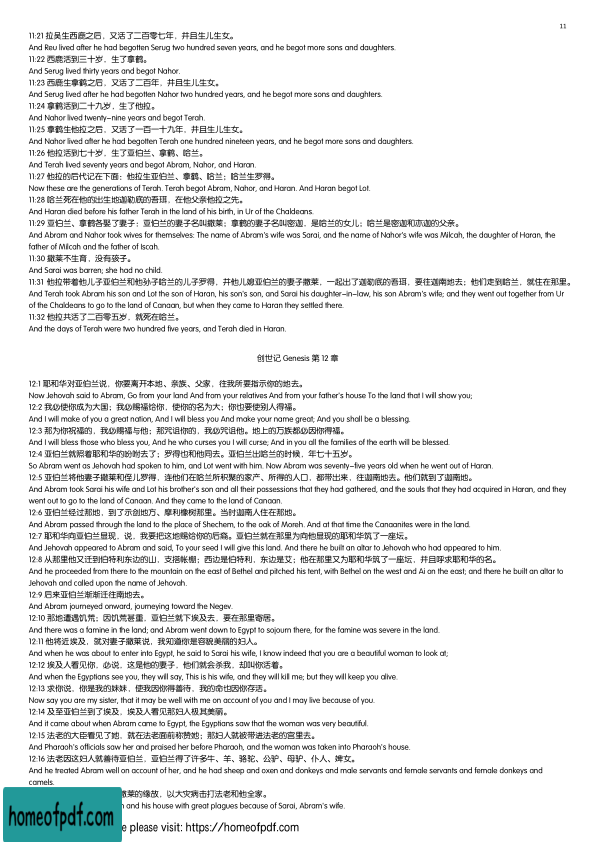 11
11:21 拉吴生西鹿之后，又活了二百零七年，并且生儿生女。
And Reu lived after he had begotten Serug two hundred seven years, and he begot more sons and daughters.
11:22 西鹿活到三十岁，生了拿鹤。
And Serug lived thirty years and begot Nahor.
11:23 西鹿生拿鹤之后，又活了二百年，并且生儿生女。
And Serug lived after he had begotten Nahor two hundred years, and he begot more sons and daughters.
11:24 拿鹤活到二十九岁，生了他拉。
And Nahor lived twenty-nine years and begot Terah.
11:25 拿鹤生他拉之后，又活了一百一十九年，并且生儿生女。
And Nahor lived after he had begotten Terah one hundred nineteen years, and he begot more sons and daughters.
11:26 他拉活到七十岁，生了亚伯兰、拿鹤、哈兰。
And Terah lived seventy years and begot Abram, Nahor, and Haran.
11:27 他拉的后代记在下面：他拉生亚伯兰、拿鹤、哈兰；哈兰生罗得。
Now these are the generations of Terah. Terah begot Abram, Nahor, and Haran. And Haran begot Lot.
11:28 哈兰死在他的出生地迦勒底的吾珥，在他父亲他拉之先。
And Haran died before his father Terah in the land of his birth, in Ur of the Chaldeans.
11:29 亚伯兰、拿鹤各娶了妻子；亚伯兰的妻子名叫撒莱；拿鹤的妻子名叫密迦，是哈兰的女儿；哈兰是密迦和亦迦的父亲。
And Abram and Nahor took wives for themselves: The name of Abram's wife was Sarai, and the name of Nahor's wife was Milcah, the daughter of Haran, the
father of Milcah and the father of Iscah.
11:30 撒莱不生育，没有孩子。
And Sarai was barren; she had no child.
11:31 他拉带着他儿子亚伯兰和他孙子哈兰的儿子罗得，并他儿媳亚伯兰的妻子撒莱，一起出了迦勒底的吾珥，要往迦南地去；他们走到哈兰，就住在那里。
And Terah took Abram his son and Lot the son of Haran, his son's son, and Sarai his daughter-in-law, his son Abram's wife; and they went out together from Ur
of the Chaldeans to go to the land of Canaan, but when they came to Haran they settled there.
11:32 他拉共活了二百零五岁，就死在哈兰。
And the days of Terah were two hundred five years, and Terah died in Haran.
创世记 Genesis 第 12 章
12:1 耶和华对亚伯兰说，你要离开本地、亲族、父家，往我所要指示你的地去。
Now Jehovah said to Abram, Go from your land And from your relatives And from your father's house To the land that I will show you;
12:2 我必使你成为大国；我必赐福给你，使你的名为大；你也要使别人得福。
And I will make of you a great nation, And I will bless you And make your name great; And you shall be a blessing.
12:3 那为你祝福的，我必赐福与他；那咒诅你的，我必咒诅他。地上的万族都必因你得福。
And I will bless those who bless you, And he who curses you I will curse; And in you all the families of the earth will be blessed.
12:4 亚伯兰就照着耶和华的吩咐去了；罗得也和他同去。亚伯兰出哈兰的时候，年七十五岁。
So Abram went as Jehovah had spoken to him, and Lot went with him. Now Abram was seventy-five years old when he went out of Haran.
12:5 亚伯兰将他妻子撒莱和侄儿罗得，连他们在哈兰所积聚的家产、所得的人口，都带出来，往迦南地去。他们就到了迦南地。
And Abram took Sarai his wife and Lot his brother's son and all their possessions that they had gathered, and the souls that they had acquired in Haran, and they
went out to go to the land of Canaan. And they came to the land of Canaan.
12:6 亚伯兰经过那地，到了示剑地方、摩利橡树那里。当时迦南人住在那地。
And Abram passed through the land to the place of Shechem, to the oak of Moreh. And at that time the Canaanites were in the land.
12:7 耶和华向亚伯兰显现，说，我要把这地赐给你的后裔。亚伯兰就在那里为向他显现的耶和华筑了一座坛。
And Jehovah appeared to Abram and said, To your seed I will give this land. And there he built an altar to Jehovah who had appeared to him.
12:8 从那里他又迁到伯特利东边的山，支搭帐棚；西边是伯特利，东边是艾；他在那里又为耶和华筑了一座坛，并且呼求耶和华的名。
And he proceeded from there to the mountain on the east of Bethel and pitched his tent, with Bethel on the west and Ai on the east; and there he built an altar to
Jehovah and called upon the name of Jehovah.
12:9 后来亚伯兰渐渐迁往南地去。
And Abram journeyed onward, journeying toward the Negev.
12:10 那地遭遇饥荒；因饥荒甚重，亚伯兰就下埃及去，要在那里寄居。
And there was a famine in the land; and Abram went down to Egypt to sojourn there, for the famine was severe in the land.
12:11 他将近埃及，就对妻子撒莱说，我知道你是容貌美丽的妇人。
And when he was about to enter into Egypt, he said to Sarai his wife, I know indeed that you are a beautiful woman to look at;
12:12 埃及人看见你，必说，这是他的妻子，他们就会杀我，却叫你活着。
And when the Egyptians see you, they will say, This is his wife, and they will kill me; but they will keep you alive.
12:13 求你说，你是我的妹妹，使我因你得善待，我的命也因你存活。
Now say you are my sister, that it may be well with me on account of you and I may live because of you.
12:14 及至亚伯兰到了埃及，埃及人看见那妇人极其美丽。
And it came about when Abram came to Egypt, the Egyptians saw that the woman was very beautiful.
12:15 法老的大臣看见了她，就在法老面前称赞她；那妇人就被带进法老的宫里去。
And Pharaoh's officials saw her and praised her before Pharaoh, and the woman was taken into Pharaoh's house.
12:16 法老因这妇人就善待亚伯兰，亚伯兰得了许多牛、羊、骆驼、公驴、母驴、仆人、婢女。
And he treated Abram well on account of her, and he had sheep and oxen and donkeys and male servants and female servants and female donkeys and
camels.
撒莱的缘故，以大灾病击打法老和他全家。
and his house with great plagues because of Sarai, Abram's wife.
homeofpdf.com
e please visit: https://homeofpdf.com